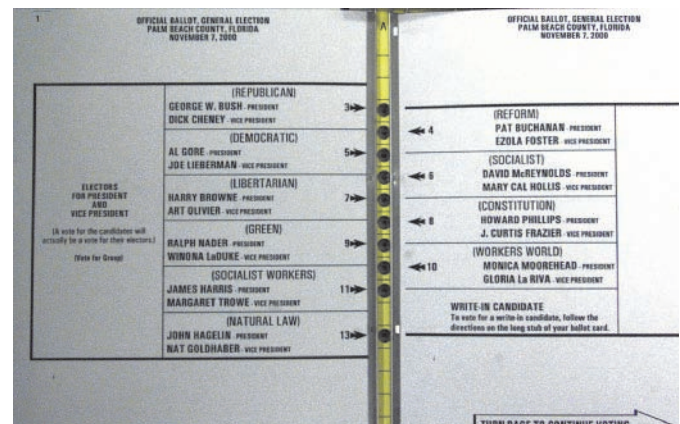 1
OFFICIAL BALLOT, GENERAL ELECTION
PALM BEACH COUNTY, FLORIDA
NOVEMBER 7, 2000
ELECTORS
FOR PRESIDENT
AND
VICE PRESIDENT
(A vote for the candidates will
actually be a vote for their electors.)
(Vote for Group)
(REPUBLICAN)
GEORGE W. BUSH - PRESIDENT 3
DICK CHENEY - VICE PRESIDENT
(DEMOCRATIC)
AL GORE - PRESIDENT 5
JOE LIEBERMAN - VICE PRESIDENT
(LIBERTARIAN)
HARRY BROWNE - PRESIDENT 7
ART OLIVIER - VICE PRESIDENT
(GREEN)
RALPH NADER - PRESIDENT 9
WINONA LaDUKE - VICE PRESIDENT
(SOCIALIST WORKERS)
JAMES HARRIS - PRESIDENT 11
MARGARET TROWE - VICE PRESIDENT
(NATURAL LAW)
JOHN HAGELIN - PRESIDENT 13
NAT GOLDHABER - VICE PRESIDENT
A
OFFICIAL BALLOT, GENERAL ELECTION
PALM BEACH COUNTY, FLORIDA
NOVEMBER 7, 2000
(REFORM)
4 PAT BUCHANAN - PRESIDENT
EZOLA FOSTER - VICE PRESIDENT
(SOCIALIST)
6 DAVID McREYNOLDS - PRESIDENT
MARY CAL HOLLIS - VICE PRESIDENT
(CONSTITUTION)
8 HOWARD PHILLIPS - PRESIDENT
J. CURTIS FRAZIER - VICE PRESIDENT
(WORKERS WORLD)
10 MONICA MOOREHEAD - PRESIDENT
GLORIA La RIVA - VICE PRESIDENT
WRITE-IN CANDIDATE
To vote for a write-in candidate, follow the
directions on the long stub of your ballot card.
TURN PAGE TO CONTINUE VOTING